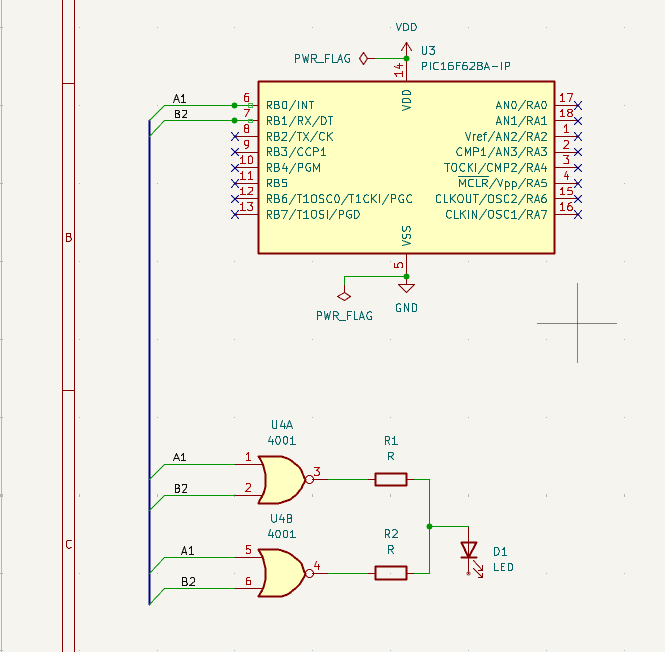 VDD
PWR_FLAG
U3
PIC16F628A-IP
14
VDD
A1
6
RB0/INT
AN0/RA0
17
B2
7
RB1/RX/DT
AN1/RA1
18
8
RB2/TX/CK
Vref/AN2/RA2
1
9
RB3/CCP1
CMP1/AN3/RA3
2
10
RB4/PGM
TOCKI/CMP2/RA4
3
11
RB5
MCLR/Vpp/RA5
4
12
RB6/T1OSCO/T1CKI/PGC
CLKOUT/OSC2/RA6
15
13
RB7/T1OSI/PGD
CLKIN/OSC1/RA7
16
B
VSS
5
PWR_FLAG
GND
U4A
4001
R1
R
A1
1
3
B2
2
U4B
4001
R2
R
C
A1
5
4
B2
6
D1
LED